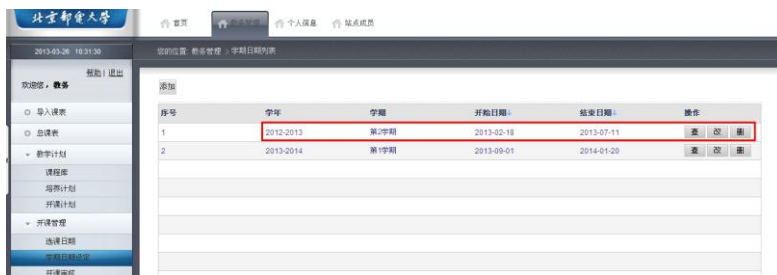 北京邮电大学
首页 教务管理 个人信息 站点成员
2013-03-26 10:31:30 您的位置: 教务管理 > 学期日期列表
帮助 | 退出
欢迎您，教务
添加
导入课表
总课表
教学计划
课程库
培养计划
开课计划
开课管理
选课日期
学期日期设定
开课审核
序号 学年 学期 开始日期 结束日期 操作
1 2012-2013 第2学期 2013-02-18 2013-07-11 查 改 删
2 2013-2014 第1学期 2013-09-01 2014-01-20 查 改 删